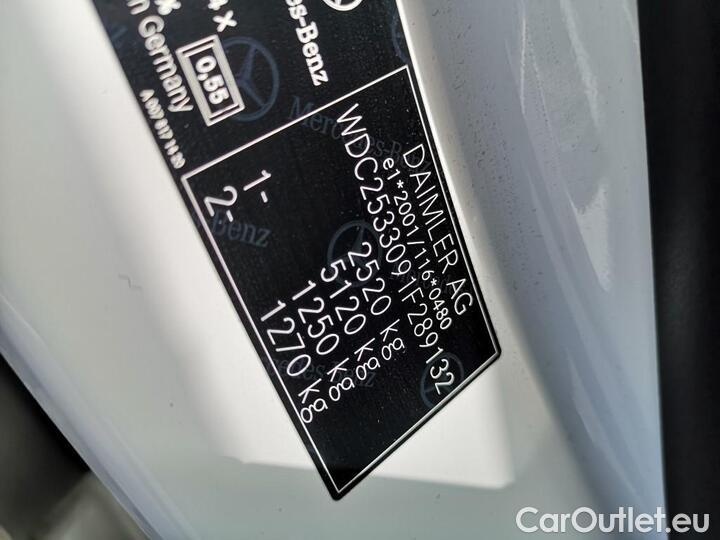 DAIMLER AG
e1*2001/116*0480
WDC2533091F289132
2520 kg
5120 kg
1- 1250 kg
2- 1270 kg
Mercedes-Benz
4 x
0,55
in Germany
CarOutlet.eu